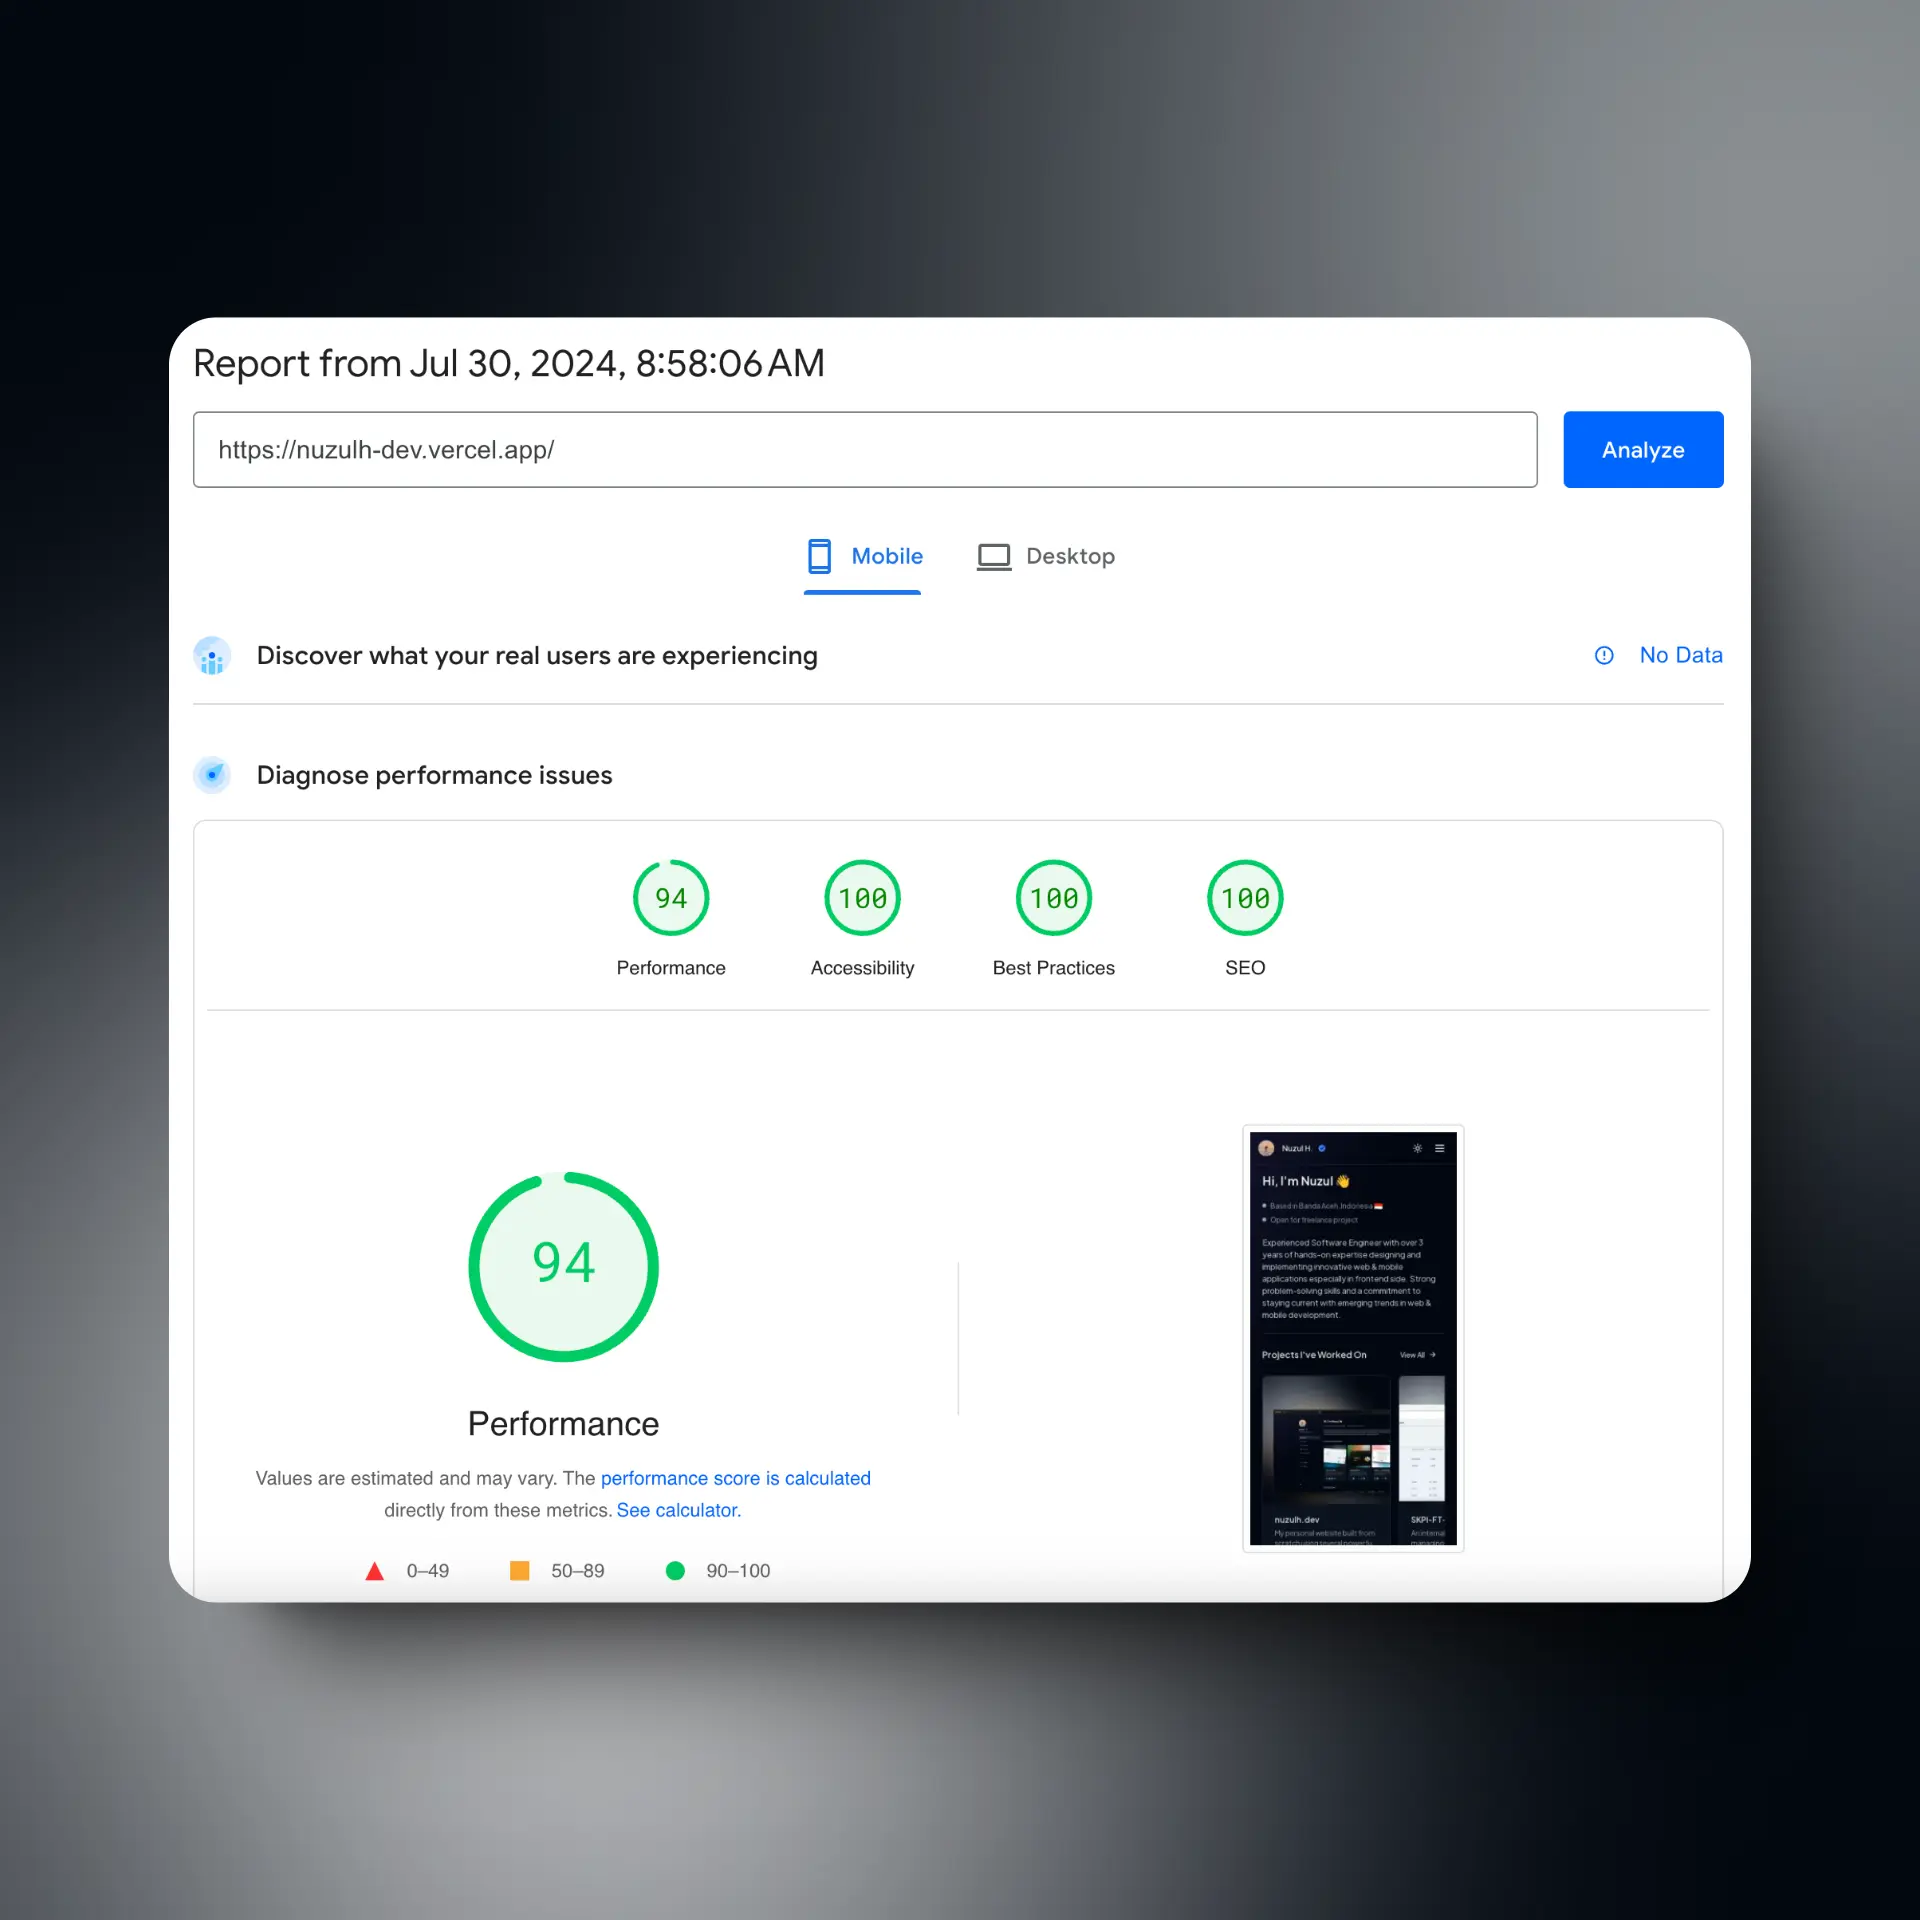 Report from Jul 30, 2024, 8:58:06 AM
https://nuzulh-dev.vercel.app/
Analyze
Mobile
Desktop
Discover what your real users are experiencing
No Data
Diagnose performance issues
94
100
100
100
Performance
Accessibility
Best Practices
SEO
94
Performance
Values are estimated and may vary. The performance score is calculated
directly from these metrics. See calculator.
0–49
50–89
90–100
Nuzul H.
Hi, I'm Nuzul 👋
Based in Banda Aceh, Indonesia 🇮🇩
Open for freelance project
Experienced Software Engineer with over 3
years of hands-on expertise designing and
implementing innovative web & mobile
applications especially in frontend side. Strong
problem-solving skills and a commitment to
staying current with emerging trends in web &
mobile development.
Projects I've Worked On
View All →
nuzulh.dev
My personal website built from
scratch using several powerful
SKPI-FT-
An internal
managing